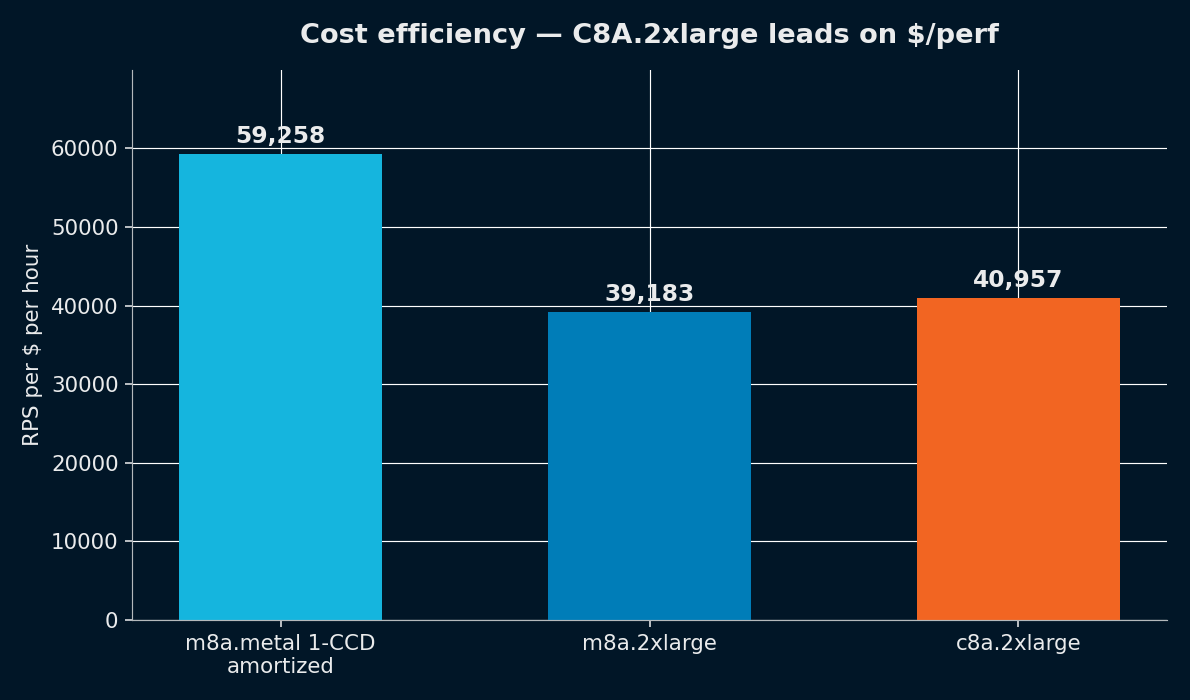 Cost efficiency — C8A.2xlarge leads on $/perf
RPS per $ per hour
60000
50000
40000
30000
20000
10000
0
59,258
39,183
40,957
m8a.metal 1-CCD
amortized
m8a.2xlarge
c8a.2xlarge